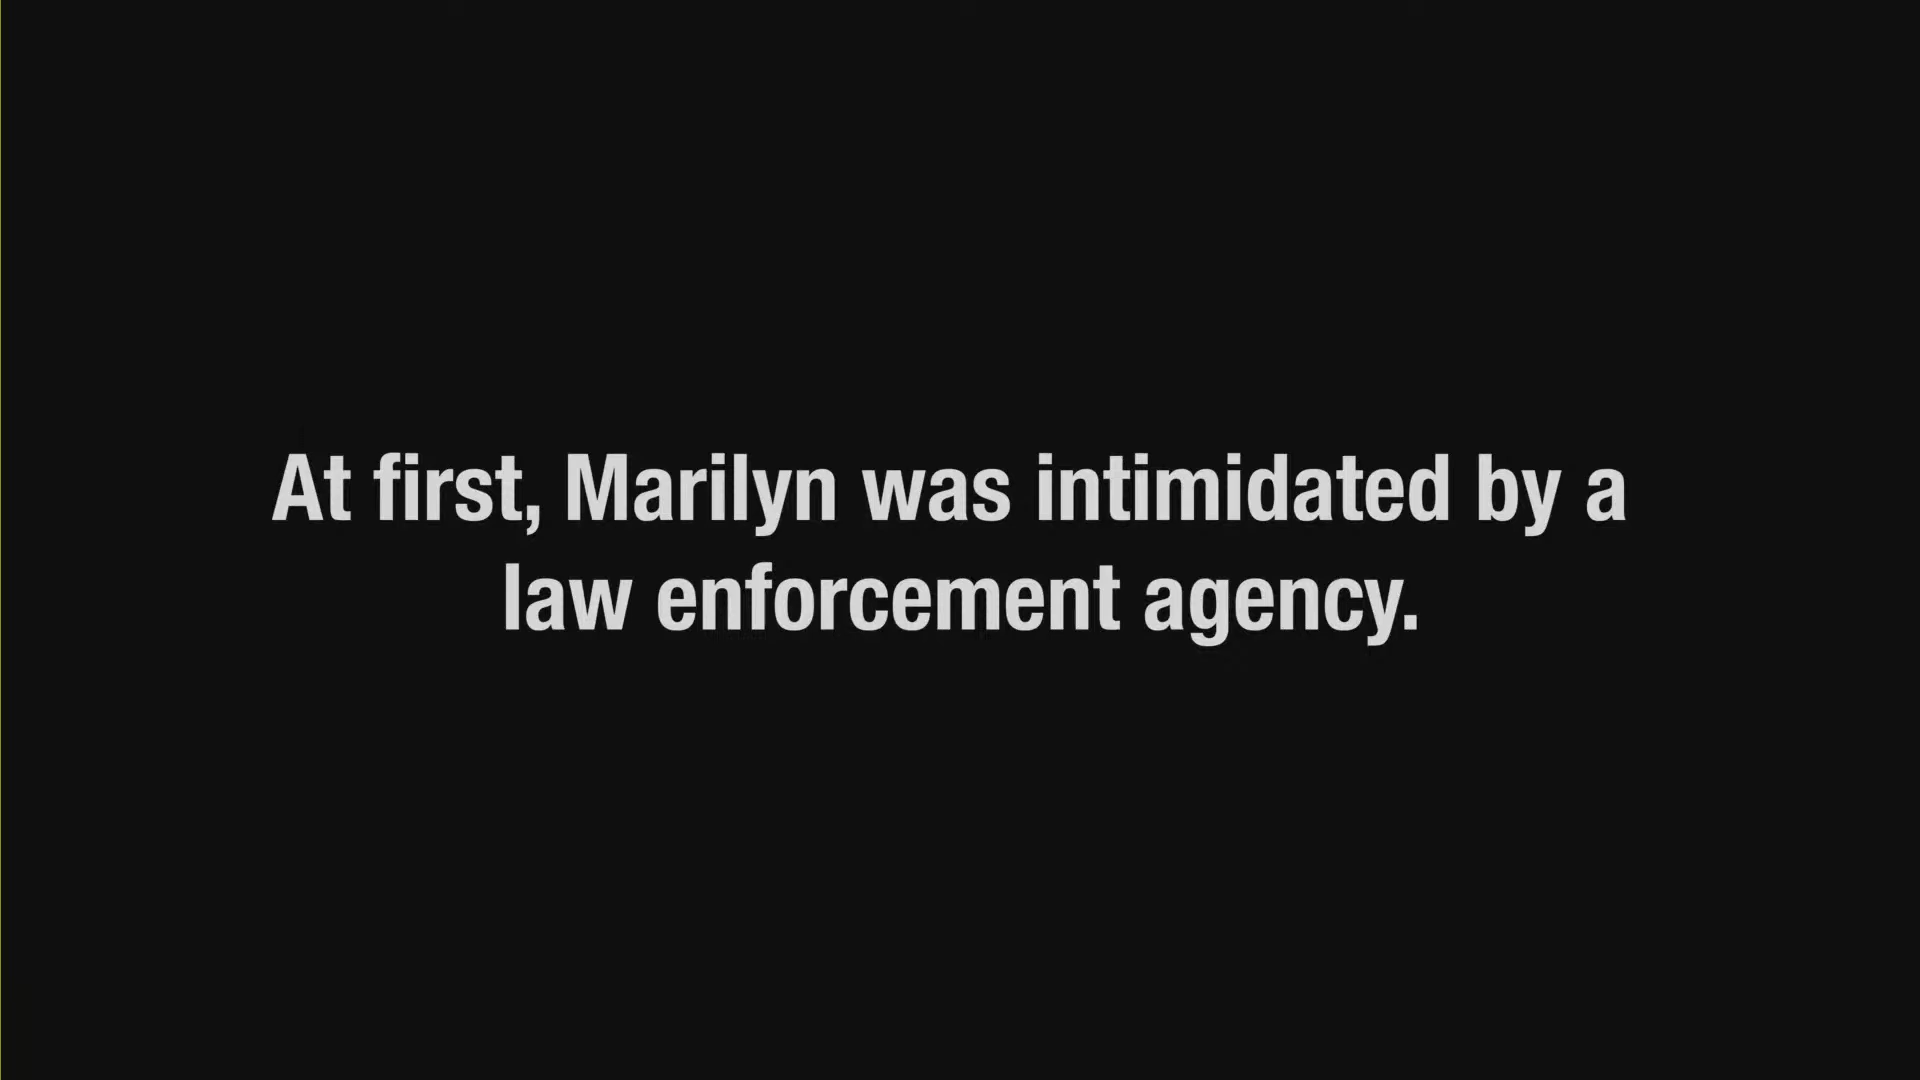 At first, Marilyn was intimidated by a
law enforcement agency.